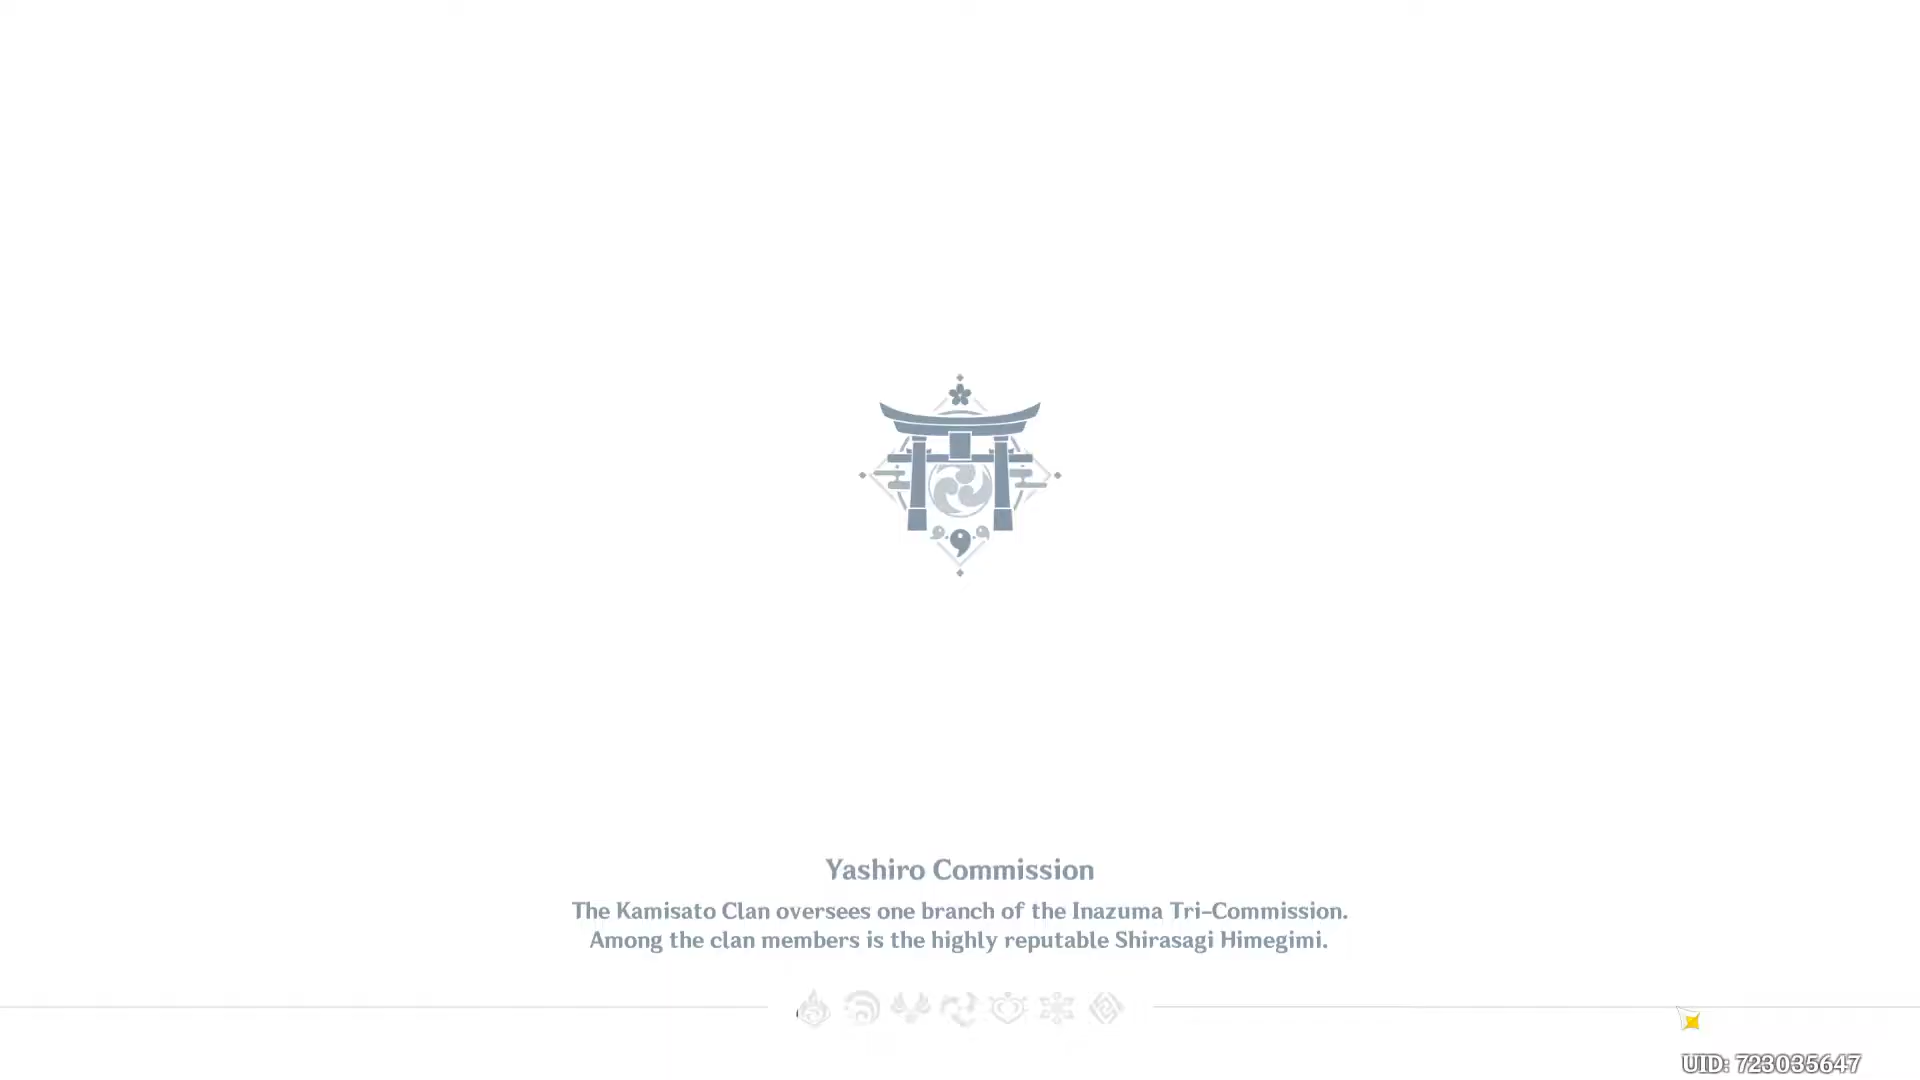 Yashiro Commission
The Kamisato Clan oversees one branch of the Inazuma Tri-Commission.
Among the clan members is the highly reputable Shirasagi Himegimi.
UID: 723035647